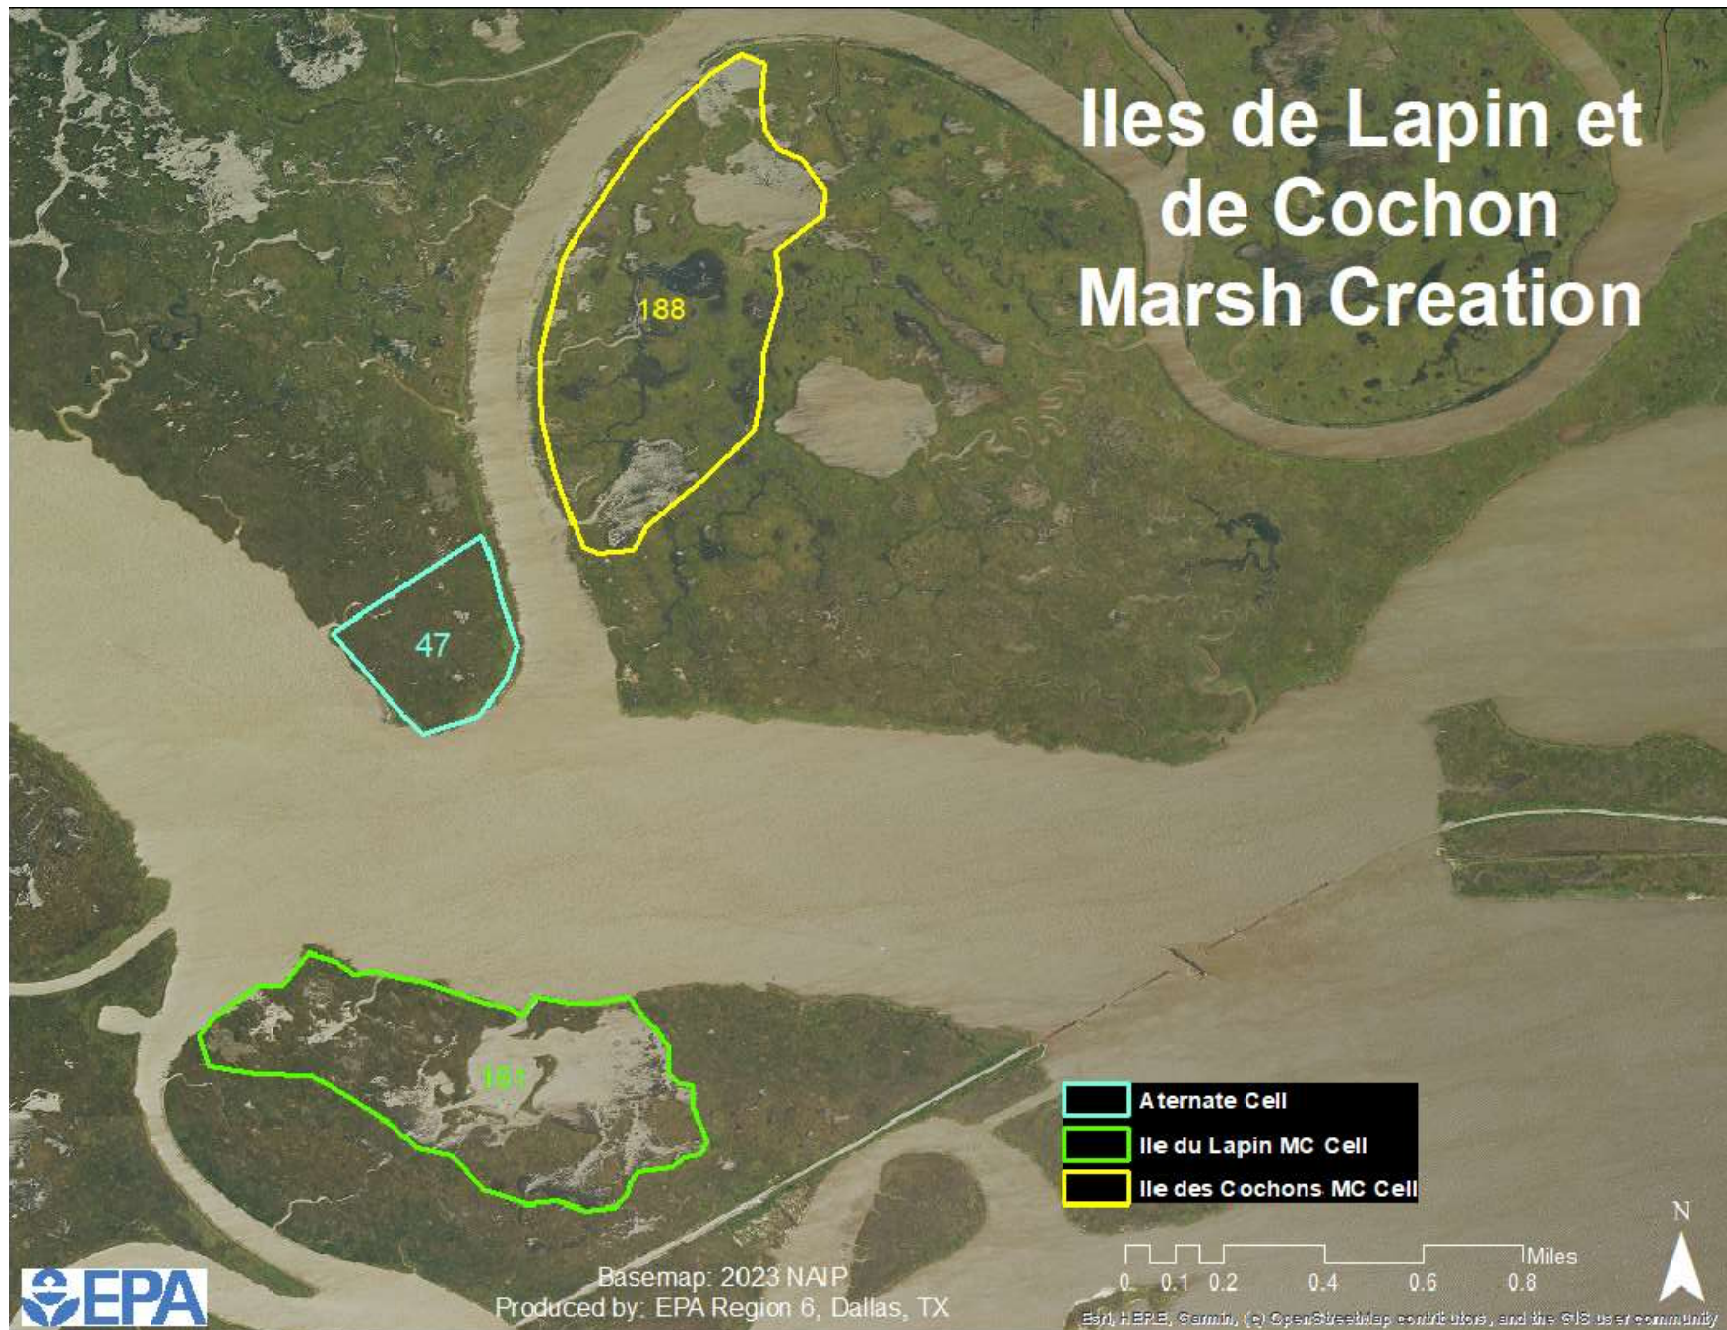 Iles de Lapin et
de Cochon
Marsh Creation
188
47
Aternate Cell
Ile du Lapin MC Cell
Ile des Cochons MC Cell
N
Miles
0 0.1 0.2 0.4 0.6 0.8
EPA
Basemap: 2023 NAIP
Produced by: EPA Region 6, Dallas, TX
Esri, HERE, Garmin, (c) OpenStreetMap contributors, and the GIS user community